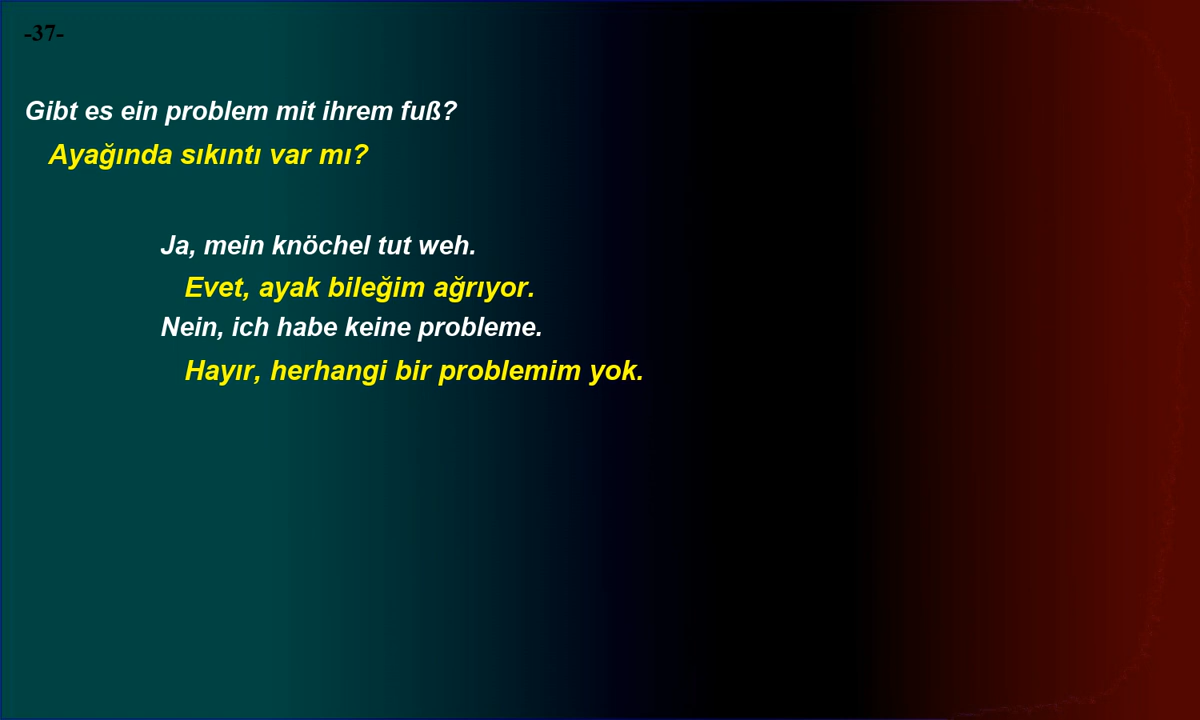 -37-
Gibt es ein problem mit ihrem fuß?
Ayağında sıkıntı var mı?
Ja, mein knöchel tut weh.
Evet, ayak bileğim ağrıyor.
Nein, ich habe keine probleme.
Hayır, herhangi bir problemim yok.